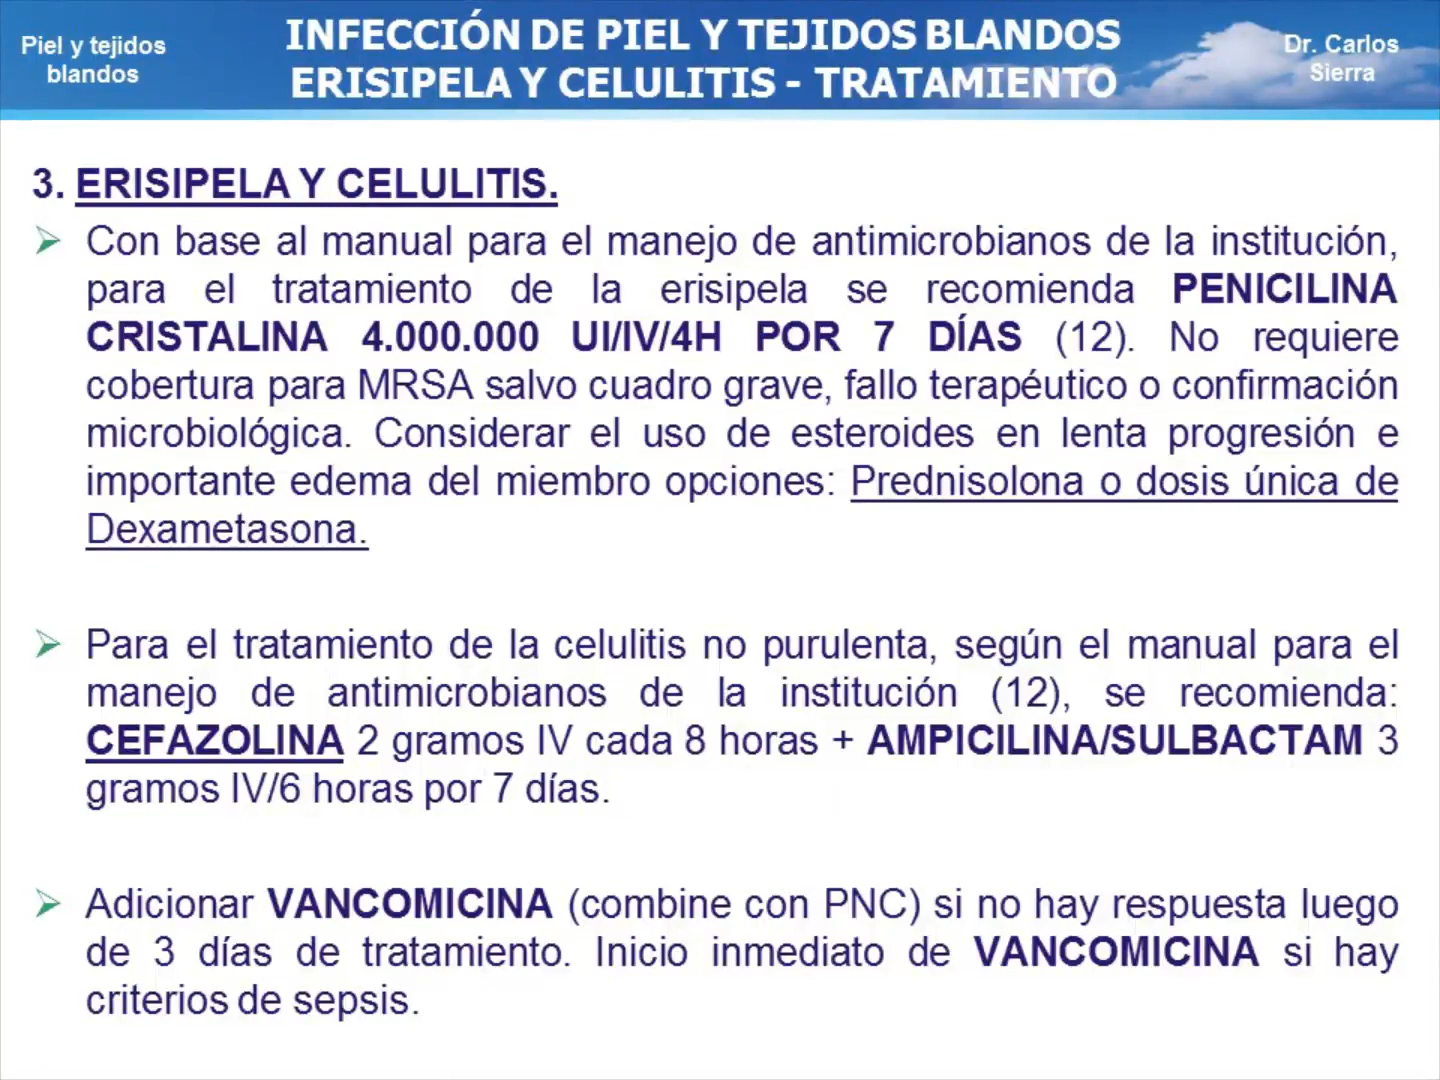 Piel y tejidos
blandos
INFECCIÓN DE PIEL Y TEJIDOS BLANDOS
ERISIPELA Y CELULITIS - TRATAMIENTO
Dr. Carlos
Sierra
3. ERISIPELA Y CELULITIS.
Con base al manual para el manejo de antimicrobianos de la institución,
para el tratamiento de la erisipela se recomienda PENICILINA
CRISTALINA 4.000.000 UI/IV/4H POR 7 DÍAS (12). No requiere
cobertura para MRSA salvo cuadro grave, fallo terapéutico o confirmación
microbiológica. Considerar el uso de esteroides en lenta progresión e
importante edema del miembro opciones: Prednisolona o dosis única de
Dexametasona.
Para el tratamiento de la celulitis no purulenta, según el manual para el
manejo de antimicrobianos de la institución (12), se recomienda:
CEFAZOLINA 2 gramos IV cada 8 horas + AMPICILINA/SULBACTAM 3
gramos IV/6 horas por 7 días.
Adicionar VANCOMICINA (combine con PNC) si no hay respuesta luego
de 3 días de tratamiento. Inicio inmediato de VANCOMICINA si hay
criterios de sepsis.